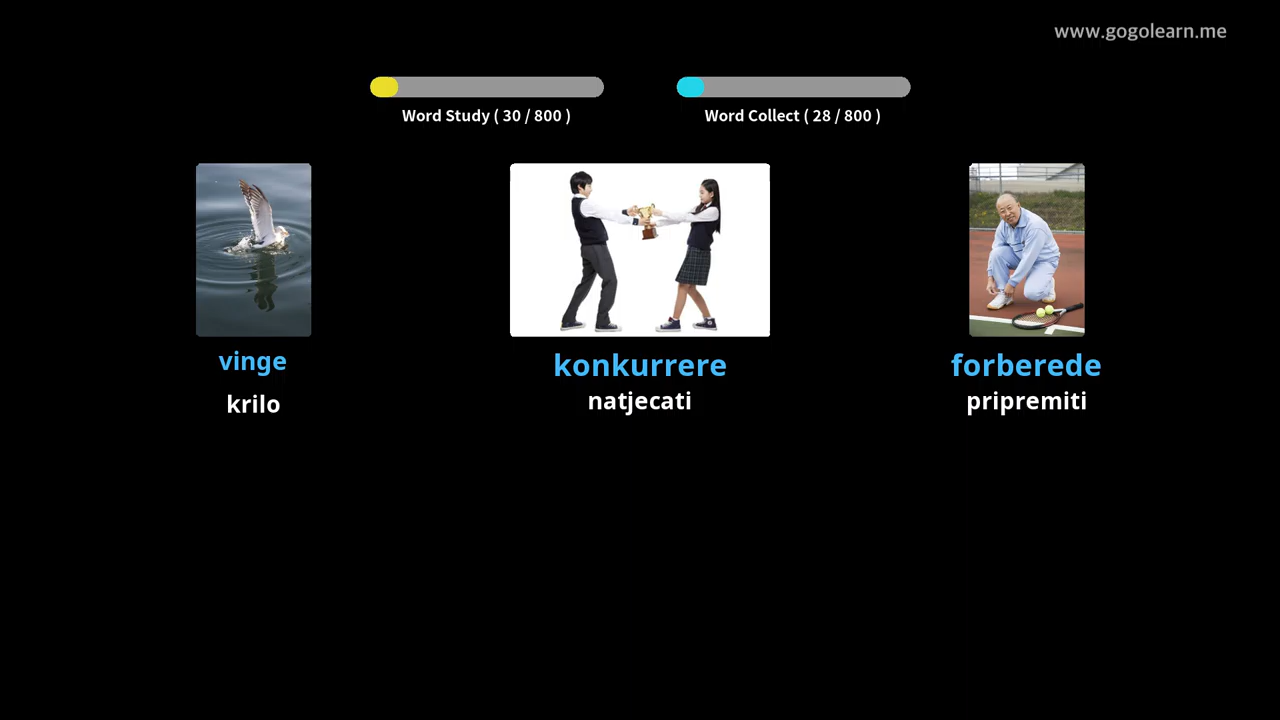 www.gogolearn.me
Word Study ( 30 / 800 )
Word Collect ( 28 / 800 )
vinge
krilo
konkurrere
natjecati
forberede
pripremiti